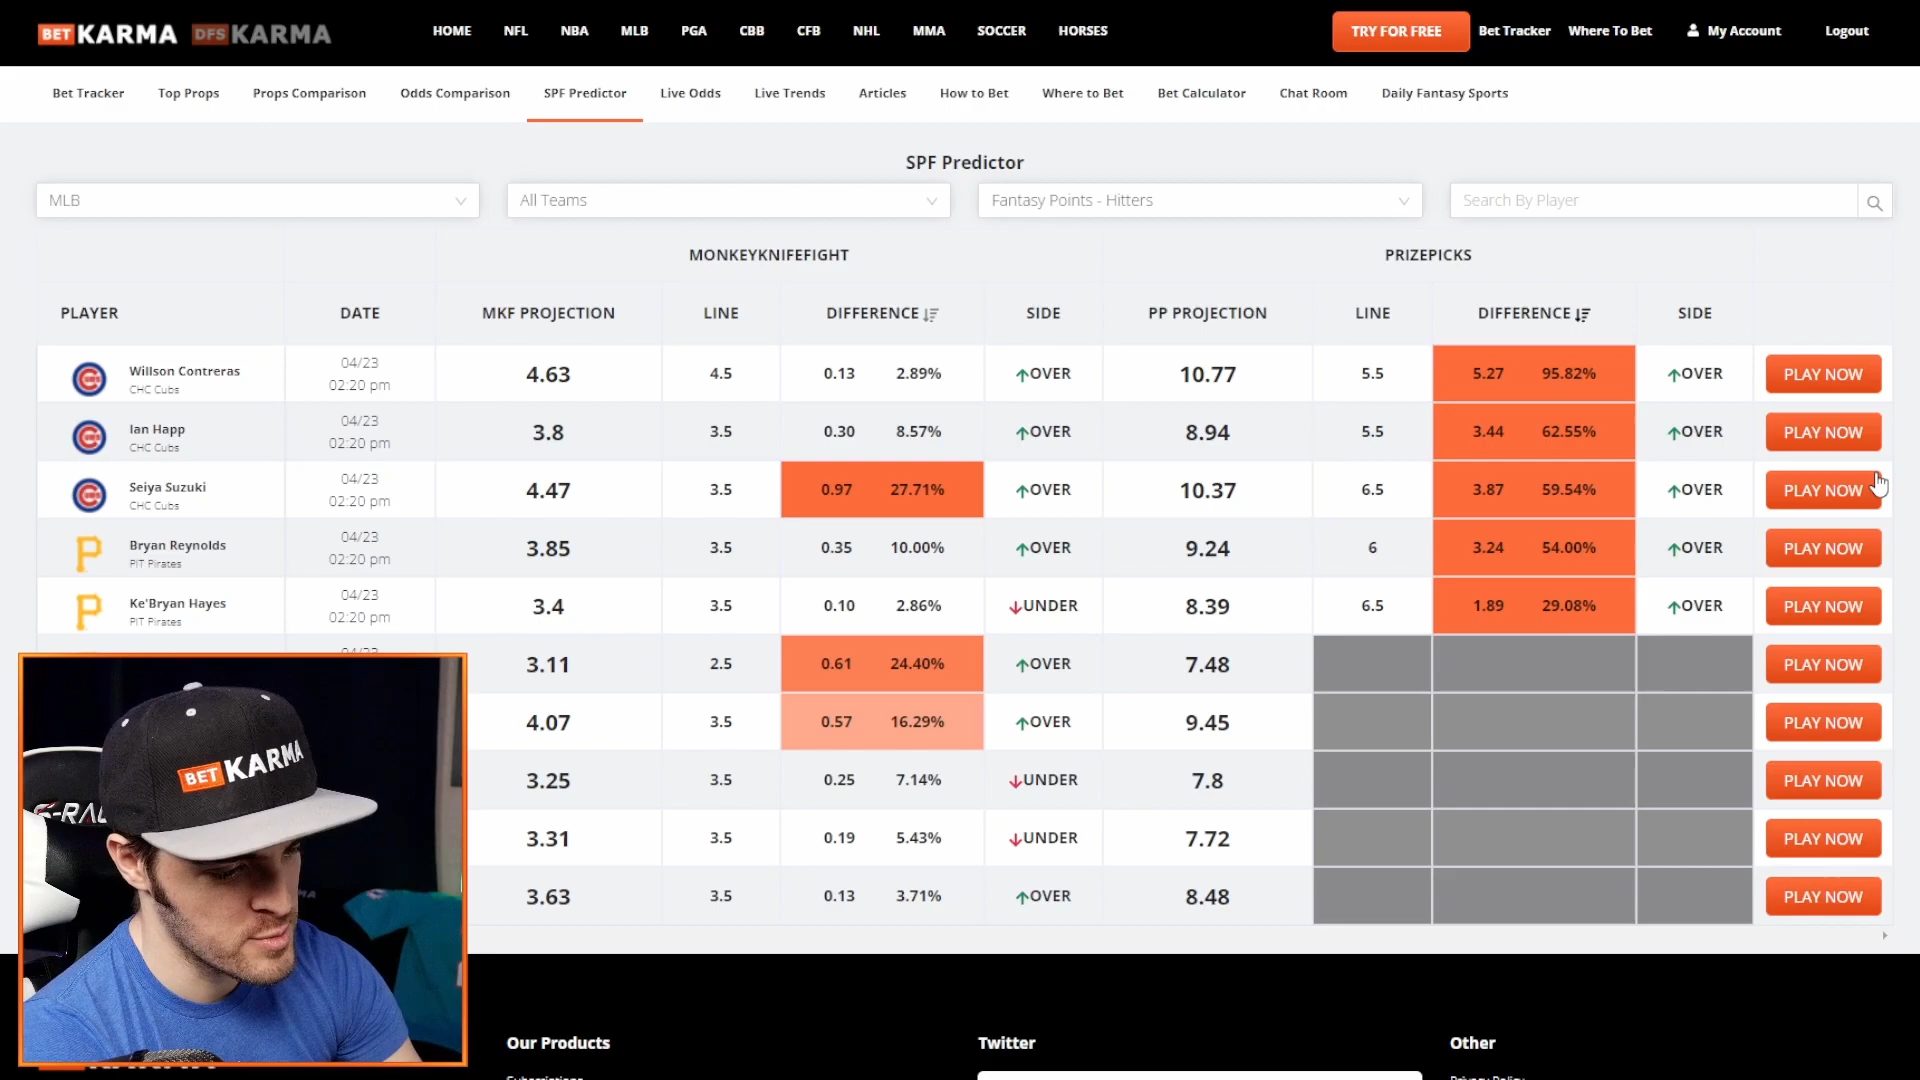 BET KARMA DFS KARMA HOME NFL NBA MLB PGA CBB CFB NHL MMA SOCCER HORSES TRY FOR FREE Bet Tracker Where To Bet My Account Logout
Bet Tracker Top Props Props Comparison Odds Comparison SPF Predictor Live Odds Live Trends Articles How to Bet Where to Bet Bet Calculator Chat Room Daily Fantasy Sports
SPF Predictor
MLB All Teams Fantasy Points - Hitters Search By Player
MONKEYKNIFEFIGHT PRIZEPICKS
PLAYER DATE MKF PROJECTION LINE DIFFERENCE SIDE PP PROJECTION LINE DIFFERENCE SIDE
Willson Contreras CHC Cubs 04/23 02:20 pm 4.63 4.5 0.13 2.89% OVER 10.77 5.5 5.27 95.82% OVER PLAY NOW
Ian Happ CHC Cubs 04/23 02:20 pm 3.8 3.5 0.30 8.57% OVER 8.94 5.5 3.44 62.55% OVER PLAY NOW
Seiya Suzuki CHC Cubs 04/23 02:20 pm 4.47 3.5 0.97 27.71% OVER 10.37 6.5 3.87 59.54% OVER PLAY NOW
Bryan Reynolds PIT Pirates 04/23 02:20 pm 3.85 3.5 0.35 10.00% OVER 9.24 6 3.24 54.00% OVER PLAY NOW
Ke'Bryan Hayes PIT Pirates 04/23 02:20 pm 3.4 3.5 0.10 2.86% UNDER 8.39 6.5 1.89 29.08% OVER PLAY NOW
3.11 2.5 0.61 24.40% OVER 7.48 PLAY NOW
4.07 3.5 0.57 16.29% OVER 9.45 PLAY NOW
3.25 3.5 0.25 7.14% UNDER 7.8 PLAY NOW
3.31 3.5 0.19 5.43% UNDER 7.72 PLAY NOW
3.63 3.5 0.13 3.71% OVER 8.48 PLAY NOW
BET KARMA
Our Products Twitter Other